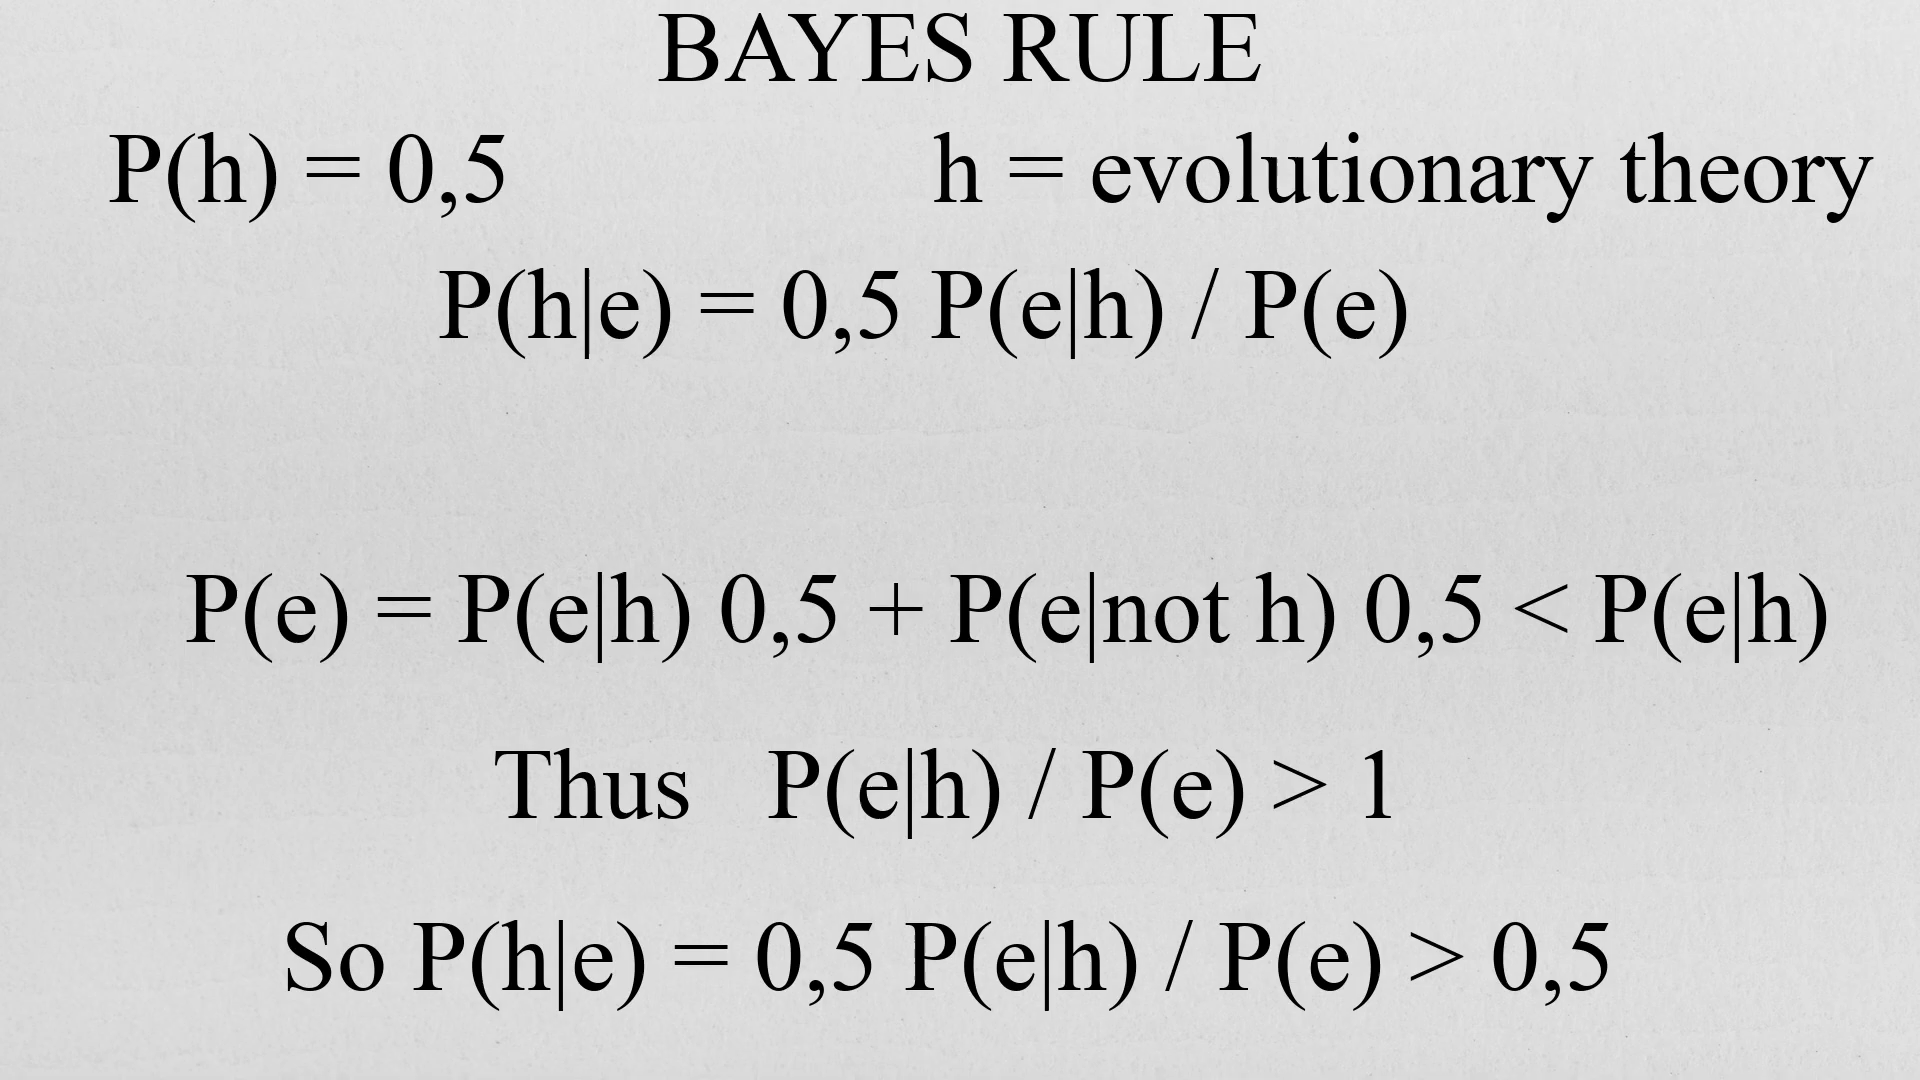 BAYES RULE
P(h) = 0,5 h = evolutionary theory
P(h|e) = 0,5 P(e|h) / P(e)
P(e) = P(e|h) 0,5 + P(e|not h) 0,5 < P(e|h)
Thus P(e|h) / P(e) > 1
So P(h|e) = 0,5 P(e|h) / P(e) > 0,5